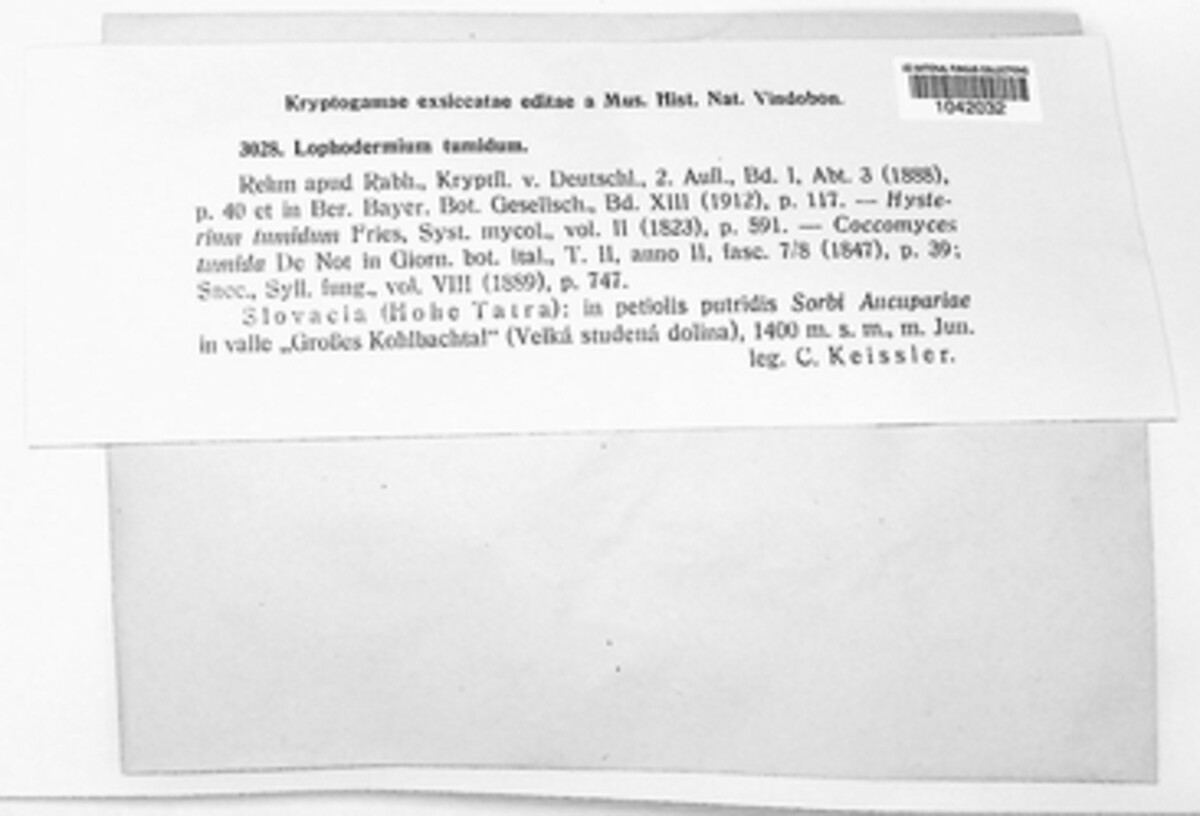 US NATIONAL FUNGUS COLLECTIONS
1042032
Kryptogamae exsiccatae editae a Mus. Hist. Nat. Vindobon.
3028. Lophodermium tumidum.
Rehm apud Rabh., Kryptfl. v. Deutschl., 2. Aufl., Bd. I, Abt. 3 (1888),
p. 40 et in Ber. Bayer. Bot. Gesellsch., Bd. XIII (1912), p. 117. — Hyste-
rium tumidum Fries, Syst. mycol., vol. II (1823), p. 591. — Coccomyces
tumida De Not in Giorn. bot. Ital., T. II, anno II, fasc. 7/8 (1847), p. 39;
Sacc., Syll. fung., vol. VIII (1889), p. 747.
Slovacia (Hohe Tatra): in petiolis putridis Sorbi Aucupariae
in valle „Großes Kohlbachtal“ (Veľká studená dolina), 1400 m. s. m., m. Jun.
leg. C. Keissler.